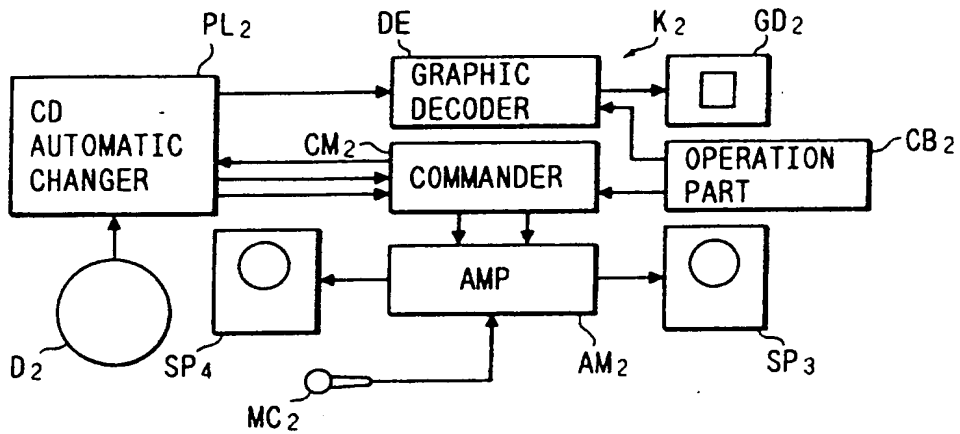 PL2
DE
K2
GD2
CD
AUTOMATIC
CHANGER
GRAPHIC
DECODER
CM2
COMMANDER
OPERATION
PART
CB2
AMP
D2
SP4
MC2
AM2
SP3